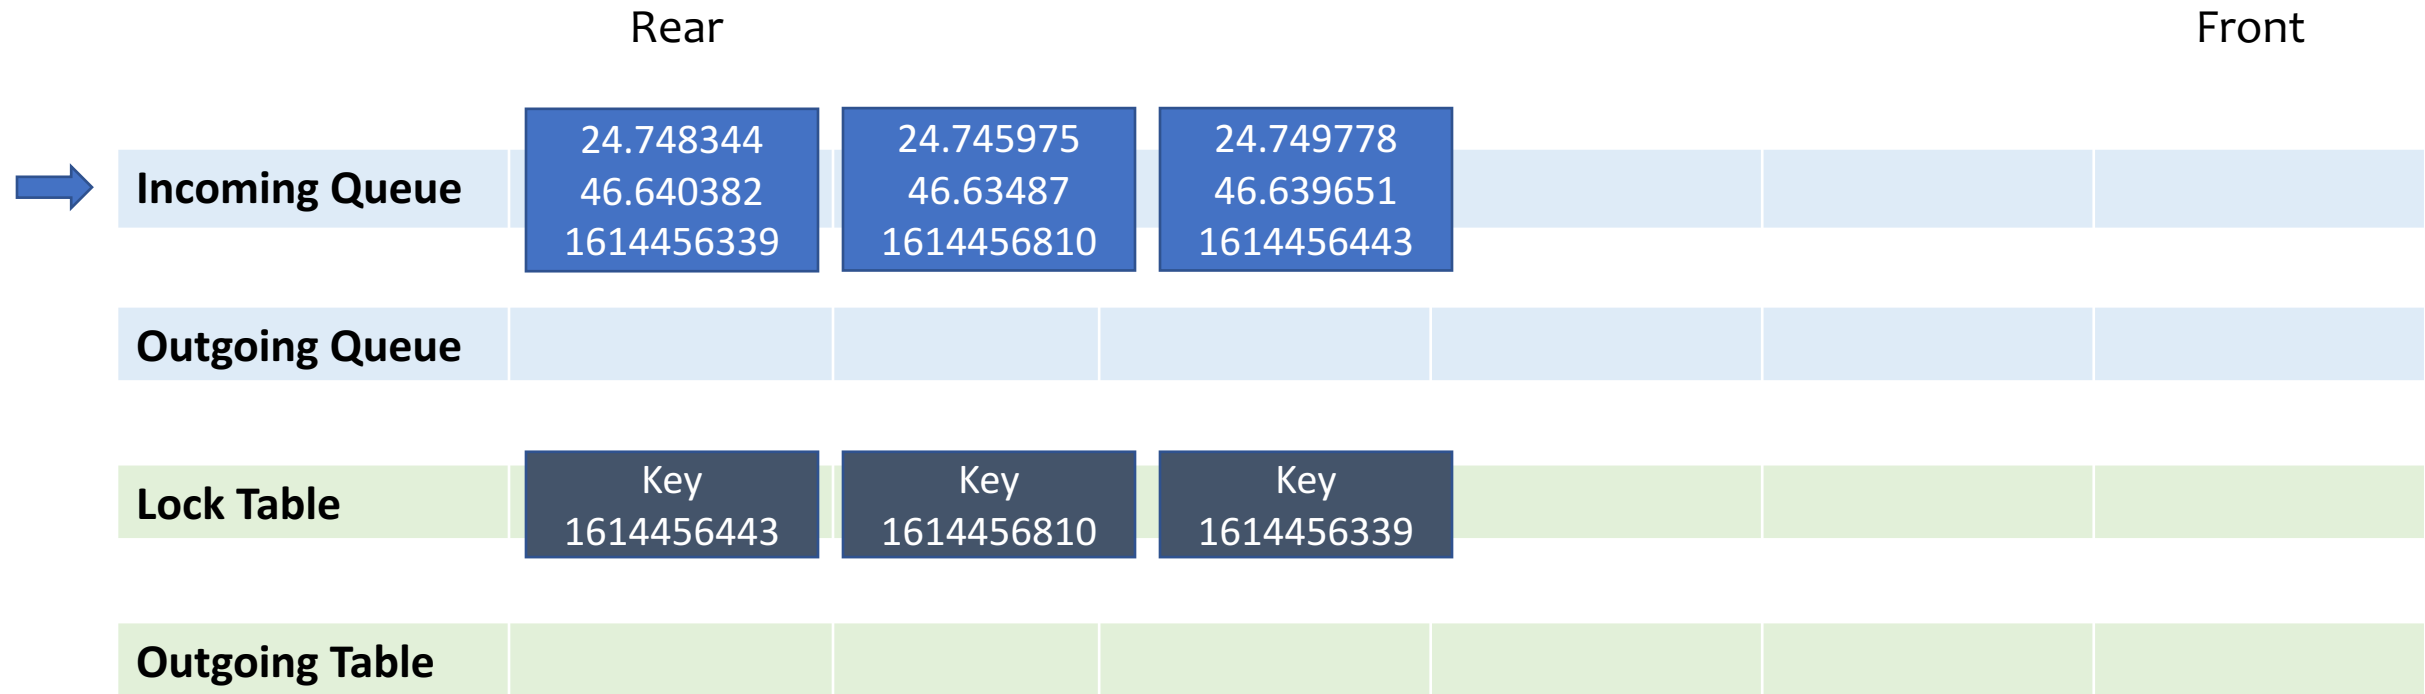 Rear
Front
Incoming Queue
24.748344
46.640382
1614456339
24.745975
46.63487
1614456810
24.749778
46.639651
1614456443
Outgoing Queue
Lock Table
Key
1614456443
Key
1614456810
Key
1614456339
Outgoing Table